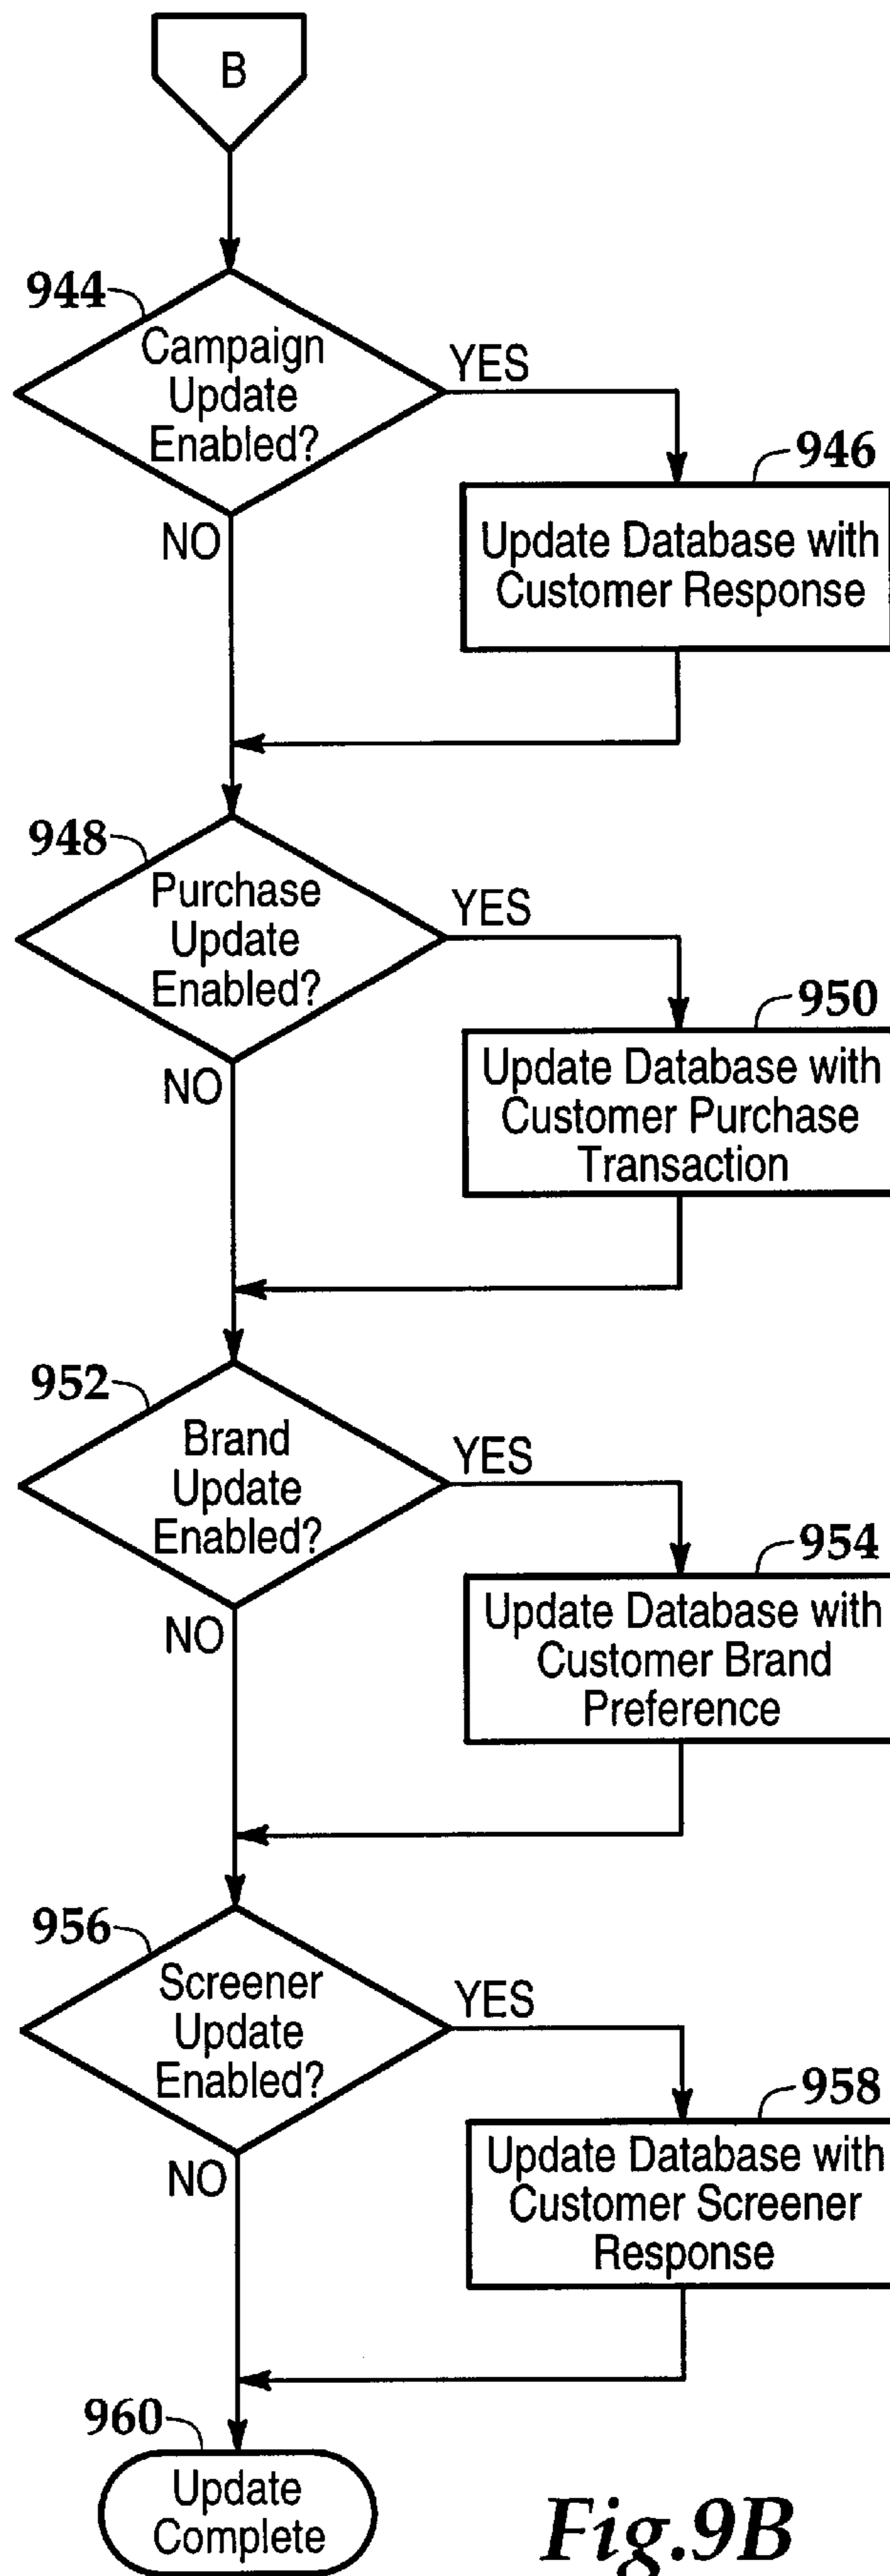 B
944
Campaign
Update
Enabled?
YES
NO
946
Update Database with
Customer Response
948
Purchase
Update
Enabled?
YES
NO
950
Update Database with
Customer Purchase
Transaction
952
Brand
Update
Enabled?
YES
NO
954
Update Database with
Customer Brand
Preference
956
Screener
Update
Enabled?
YES
NO
958
Update Database with
Customer Screener
Response
960
Update
Complete
Fig.9B